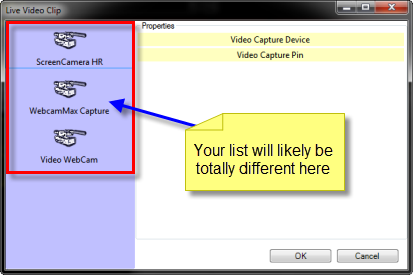 Live Video Clip
ScreenCamera HR
WebcamMax Capture
Video WebCam
Properties
Video Capture Device
Video Capture Pin
Your list will likely be
totally different here
OK
Cancel